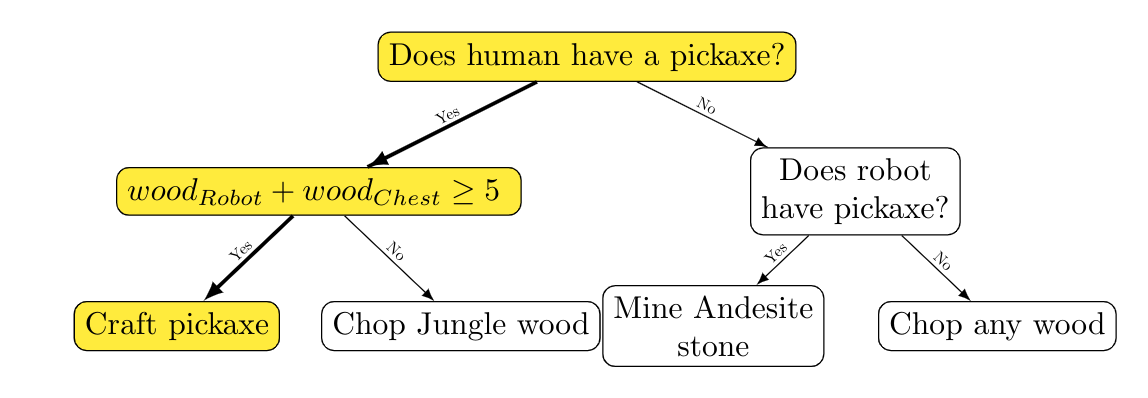 Does human have a pickaxe?
Yes
No
wood_{Robot} + wood_{Chest} ≥ 5
Does robot
have pickaxe?
Yes
No
Yes
No
Craft pickaxe
Chop Jungle wood
Mine Andesite
stone
Chop any wood